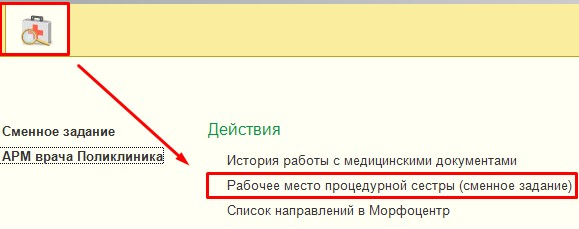 Сменное задание
АРМ врача Поликлиника
Действия
История работы с медицинскими документами
Рабочее место процедурной сестры (сменное задание)
Список направлений в Морфоцентр